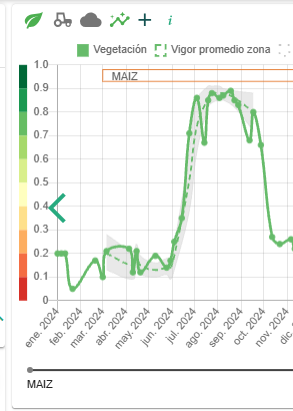 i
Vegetación Vigor promedio zona
1.0
MAIZ
0.9
0.8
0.7
0.6
0.5
0.4
0.3
0.2
0.1
0
ene. 2024
feb. 2024
mar. 2024
abr. 2024
may. 2024
jun. 2024
jul. 2024
ago. 2024
sep. 2024
oct. 2024
nov. 2024
dic
MAIZ